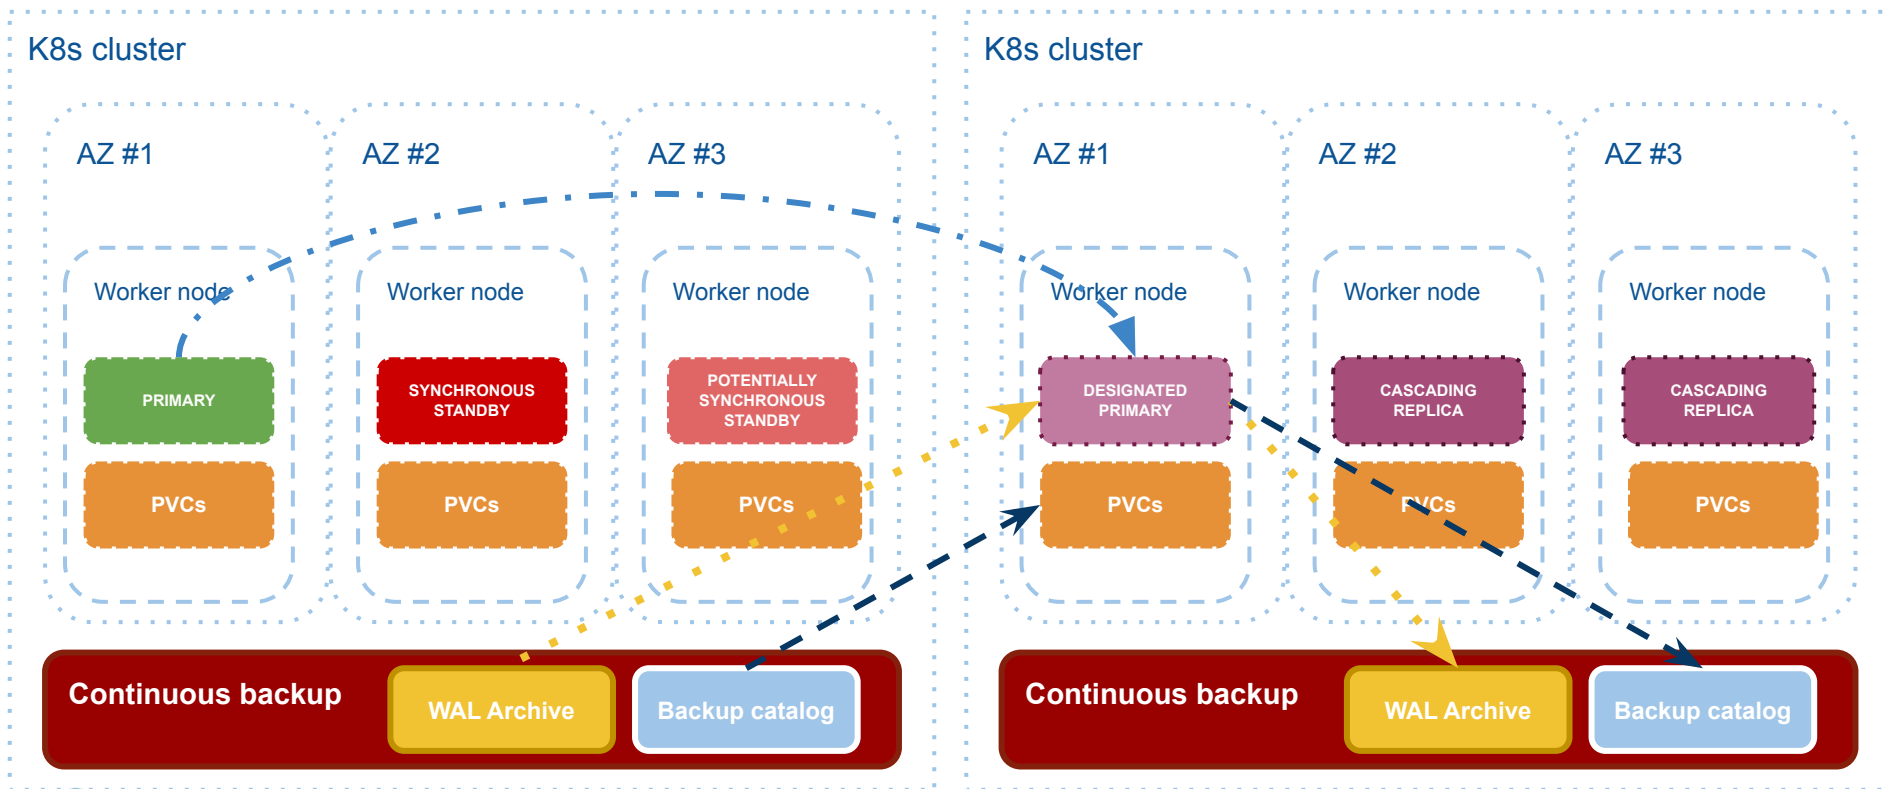 K8s cluster
AZ #1
AZ #2
AZ #3
Worker node
Worker node
Worker node
PRIMARY
SYNCHRONOUS
STANDBY
POTENTIALLY
SYNCHRONOUS
STANDBY
PVCs
PVCs
PVCs
Continuous backup
WAL Archive
Backup catalog
K8s cluster
AZ #1
AZ #2
AZ #3
Worker node
Worker node
Worker node
DESIGNATED
PRIMARY
CASCADING
REPLICA
CASCADING
REPLICA
PVCs
PVCs
PVCs
Continuous backup
WAL Archive
Backup catalog